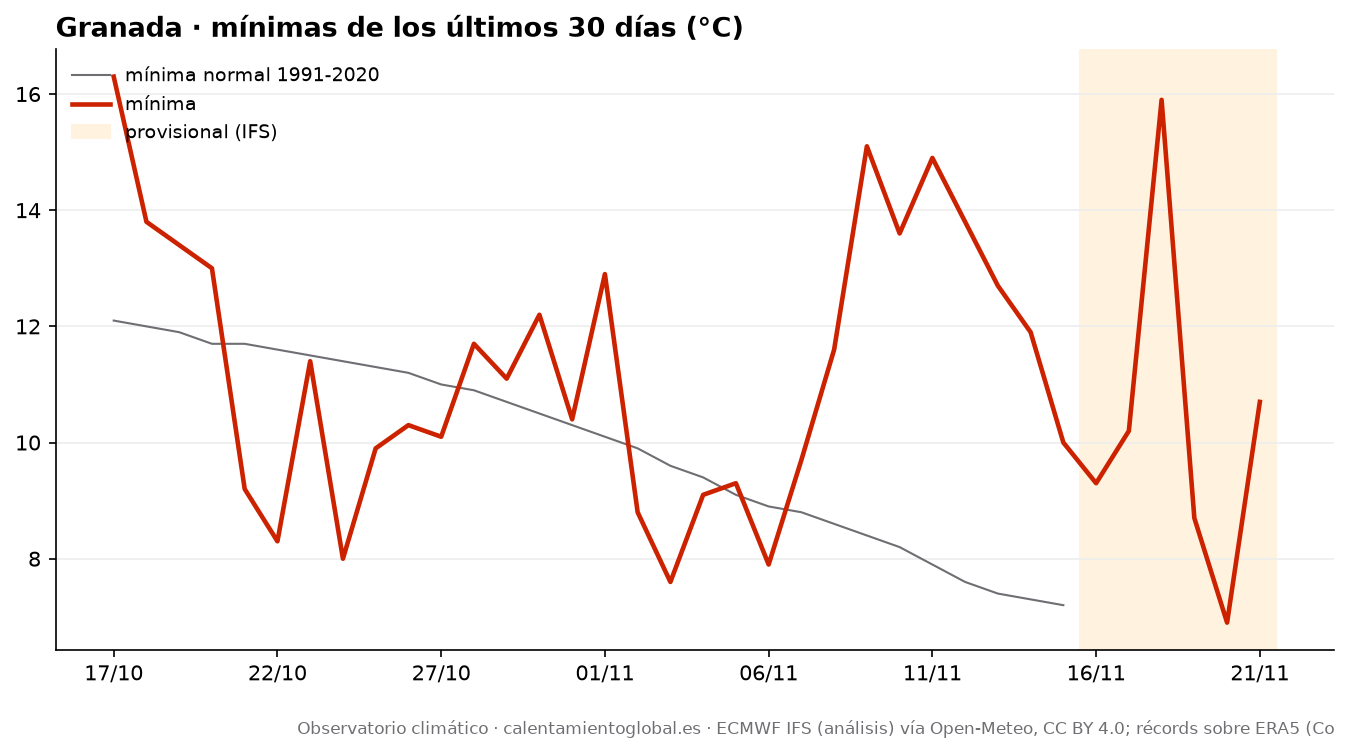 Granada · mínimas de los últimos 30 días (°C)
mínima normal 1991-2020
mínima
provisional (IFS)
16
14
12
10
8
17/10 22/10 27/10 01/11 06/11 11/11 16/11 21/11
Observatorio climático · calentamientoglobal.es · ECMWF IFS (análisis) vía Open-Meteo, CC BY 4.0; récords sobre ERA5 (Co